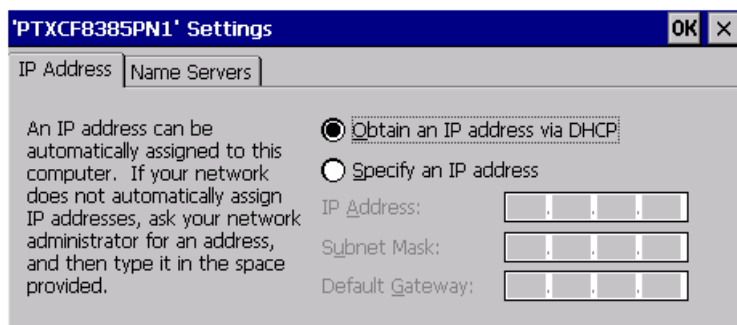 'PTXCF8385PN1' Settings
OK
IP Address
Name Servers
An IP address can be
automatically assigned to this
computer. If your network
does not automatically assign
IP addresses, ask your network
administrator for an address,
and then type it in the space
provided.
Obtain an IP address via DHCP
Specify an IP address
IP Address:
Subnet Mask:
Default Gateway: